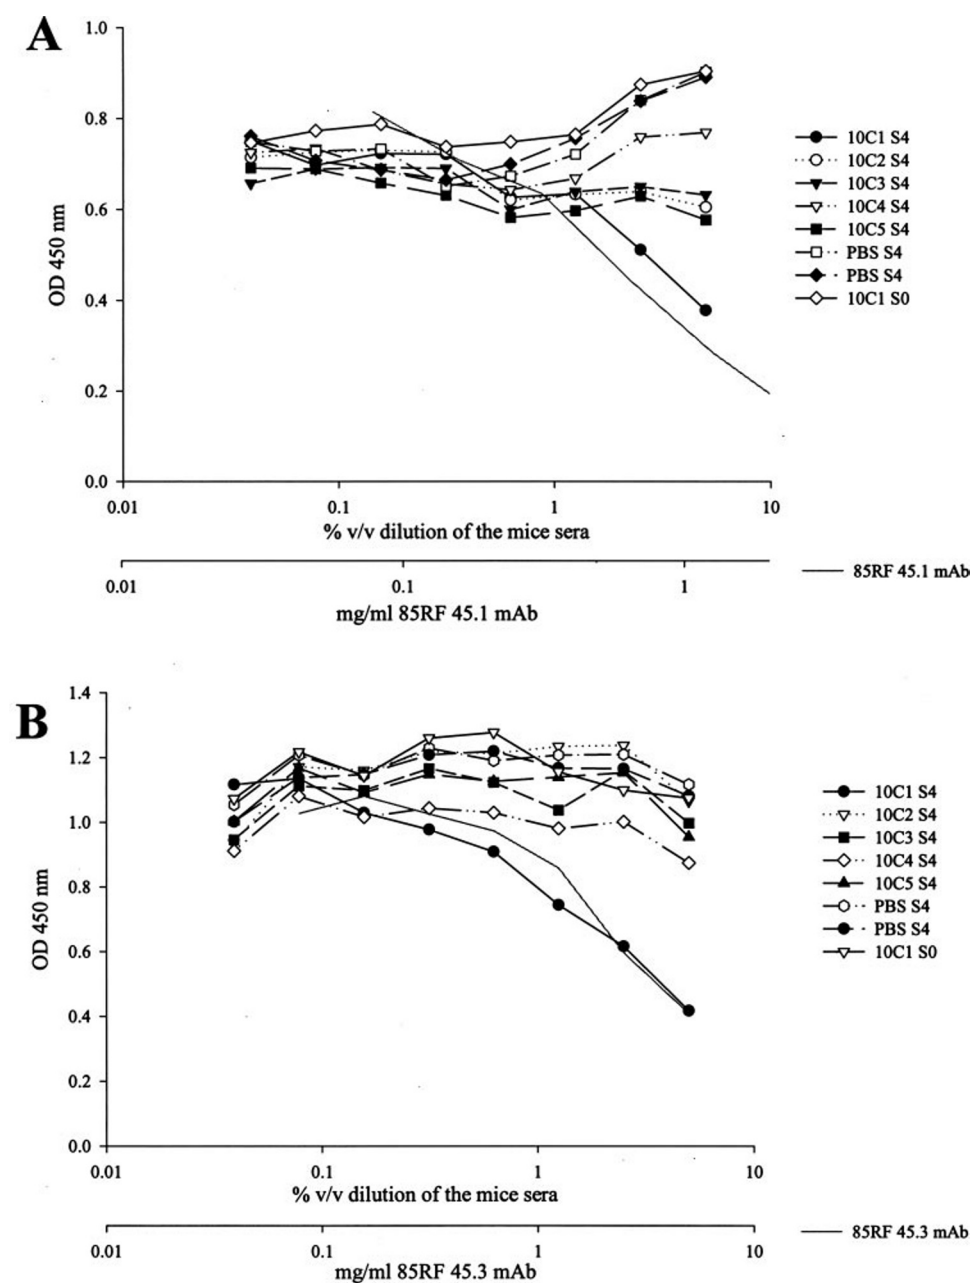 A
1.0
0.8
0.6
0.4
0.2
0.0
OD 450 nm
0.01
0.1
1
10
% v/v dilution of the mice sera
0.01
0.1
1
mg/ml 85RF 45.1 mAb
10C1 S4
10C2 S4
10C3 S4
10C4 S4
10C5 S4
PBS S4
PBS S4
10C1 S0
85RF 45.1 mAb
B
1.4
1.2
1.0
0.8
0.6
0.4
0.2
0.0
OD 450 nm
0.01
0.1
1
10
% v/v dilution of the mice sera
0.01
0.1
1
10
mg/ml 85RF 45.3 mAb
10C1 S4
10C2 S4
10C3 S4
10C4 S4
10C5 S4
PBS S4
PBS S4
10C1 S0
85RF 45.3 mAb